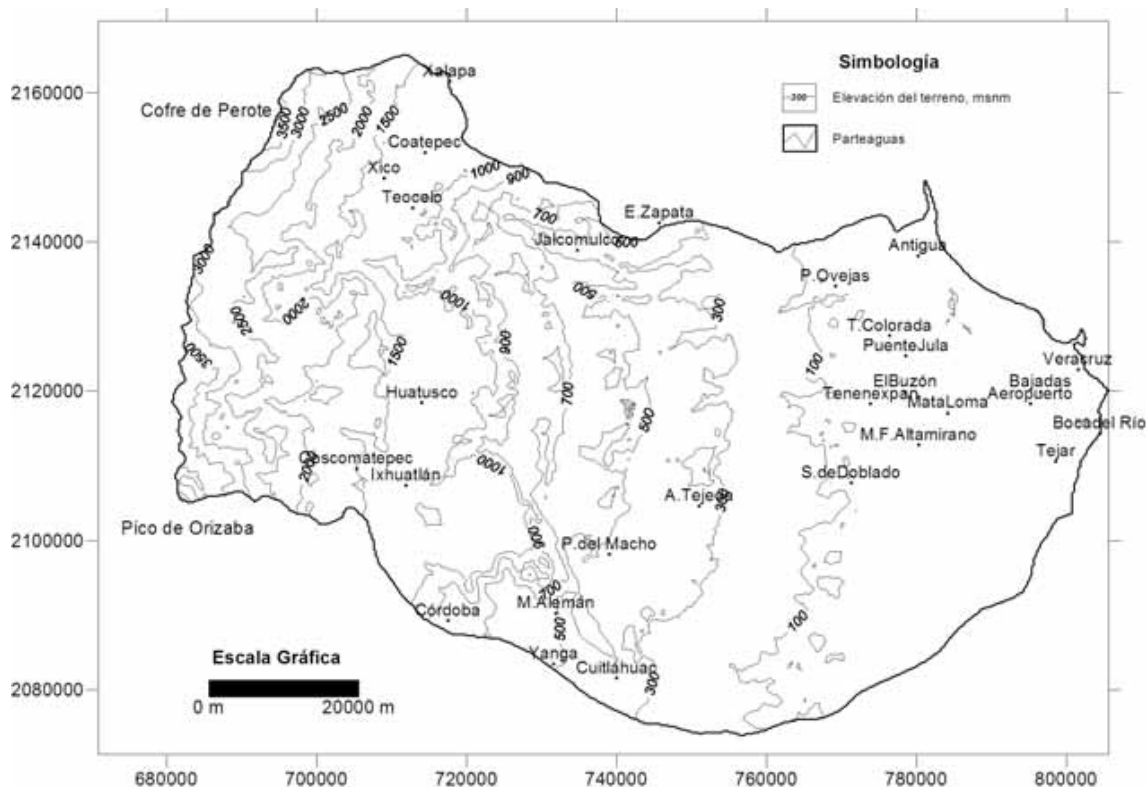 Simbología
300 Elevación del terreno, msnm
Parteaguas
2160000
2140000
2120000
2100000
2080000
680000 700000 720000 740000 760000 780000 800000
Cofre de Perote
Xalapa
3500 3000 2500 2000 1500
Coatepec
Xico
1000
900
Teocelo
700
E.Zapata
Jalcomulco
600
Antigua
3000
P.Ovejas
500
1000
2500
2000
300
T.Colorada
PuenteJula
900
1500
100
3500
Veracruz
Huatusco
700
ElBuzón
Bajadas
Tenenexpan
Aeropuerto
MataLoma
500
Boca del Río
M.F.Altamirano
Coscomatepec
1000
Tejar
2000
Ixhuatlán
S.deDoblado
A.Tejeda
300
Pico de Orizaba
900
P.del Macho
700
M.Alemán
Córdoba
500
100
Yanga
Cuitlahuac
300
Escala Gráfica
0 m 20000 m